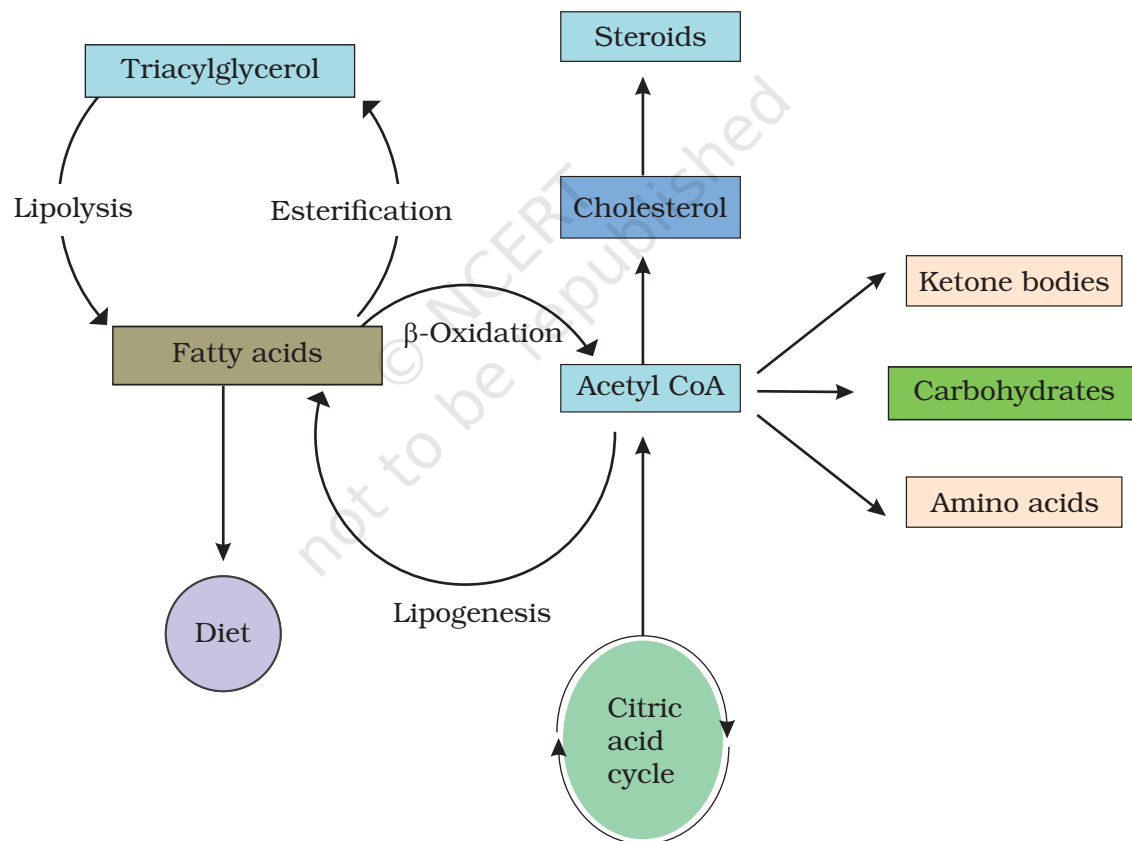 Steroids
Triacylglycerol
Cholesterol
Lipolysis
Esterification
Ketone bodies
β-Oxidation
Fatty acids
Acetyl CoA
Carbohydrates
Amino acids
Lipogenesis
Diet
Citric
acid
cycle
© NCERT
not to be republished